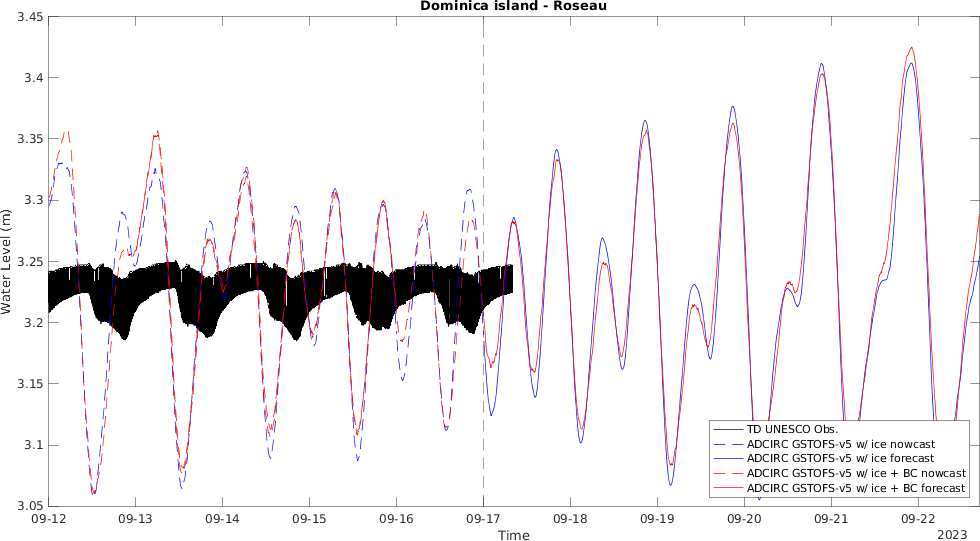 Dominica island - Roseau
3.45
3.4
3.35
3.3
3.25
3.2
3.15
3.1
3.05
Water Level (m)
TD UNESCO Obs.
ADCIRC GSTOFS-v5 w/ ice nowcast
ADCIRC GSTOFS-v5 w/ ice forecast
ADCIRC GSTOFS-v5 w/ ice + BC nowcast
ADCIRC GSTOFS-v5 w/ ice + BC forecast
09-12 09-13 09-14 09-15 09-16 09-17 09-18 09-19 09-20 09-21 09-22
Time
2023